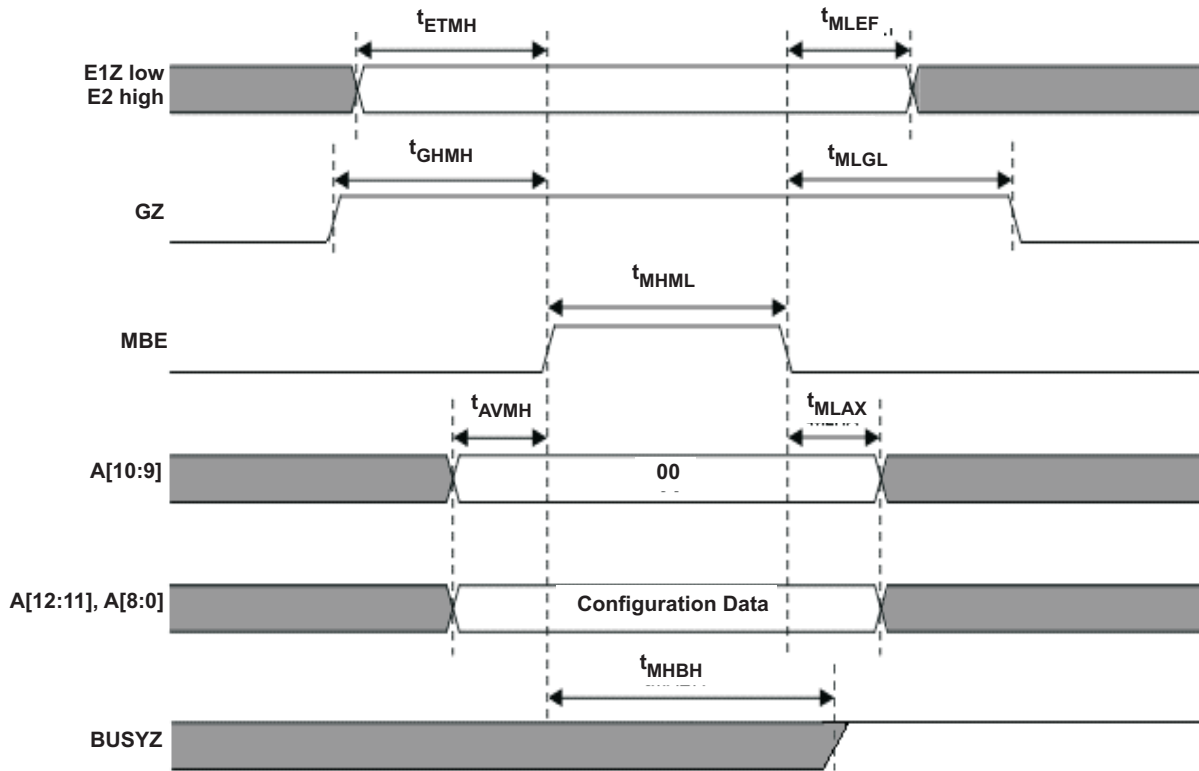 tETMH
tMLEF
E1Z low
E2 high
tGHMH
tMLGL
GZ
tMHML
MBE
tAVMH
tMLAX
A[10:9]
00
A[12:11], A[8:0]
Configuration Data
tMHBH
BUSYZ